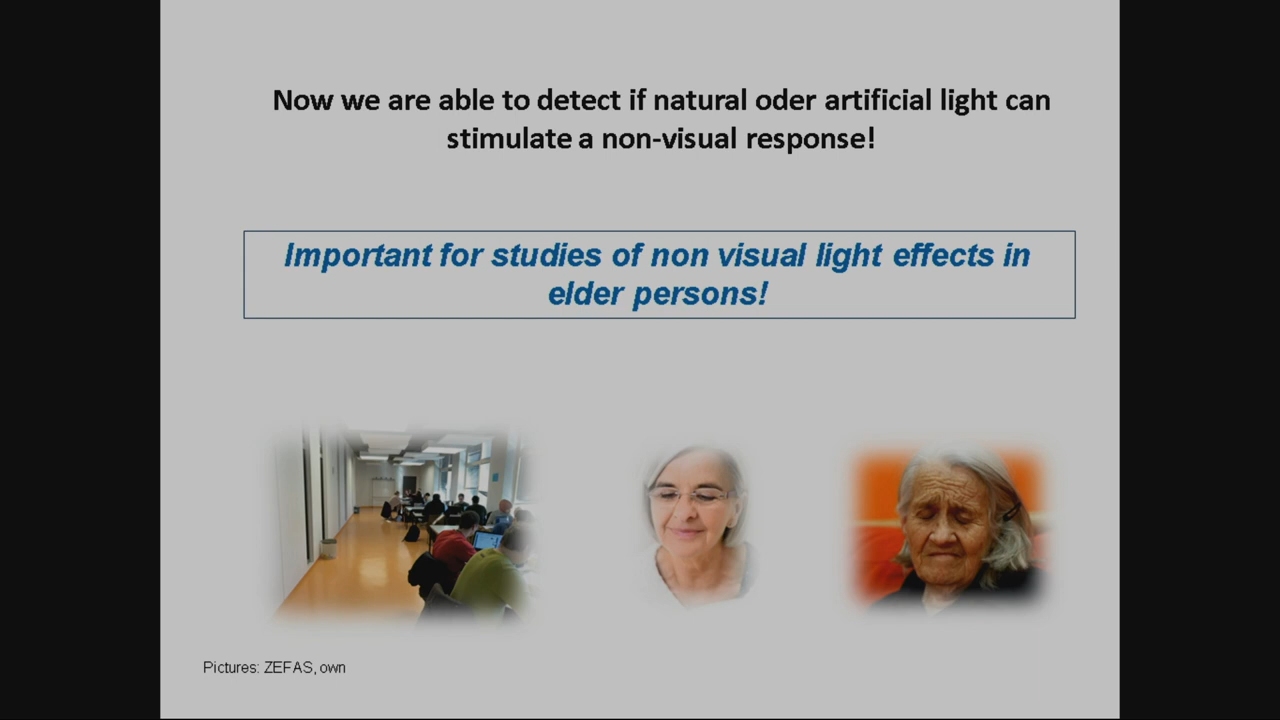 Now we are able to detect if natural oder artificial light can
stimulate a non-visual response!
Important for studies of non visual light effects in
elder persons!
Pictures: ZEFAS, own